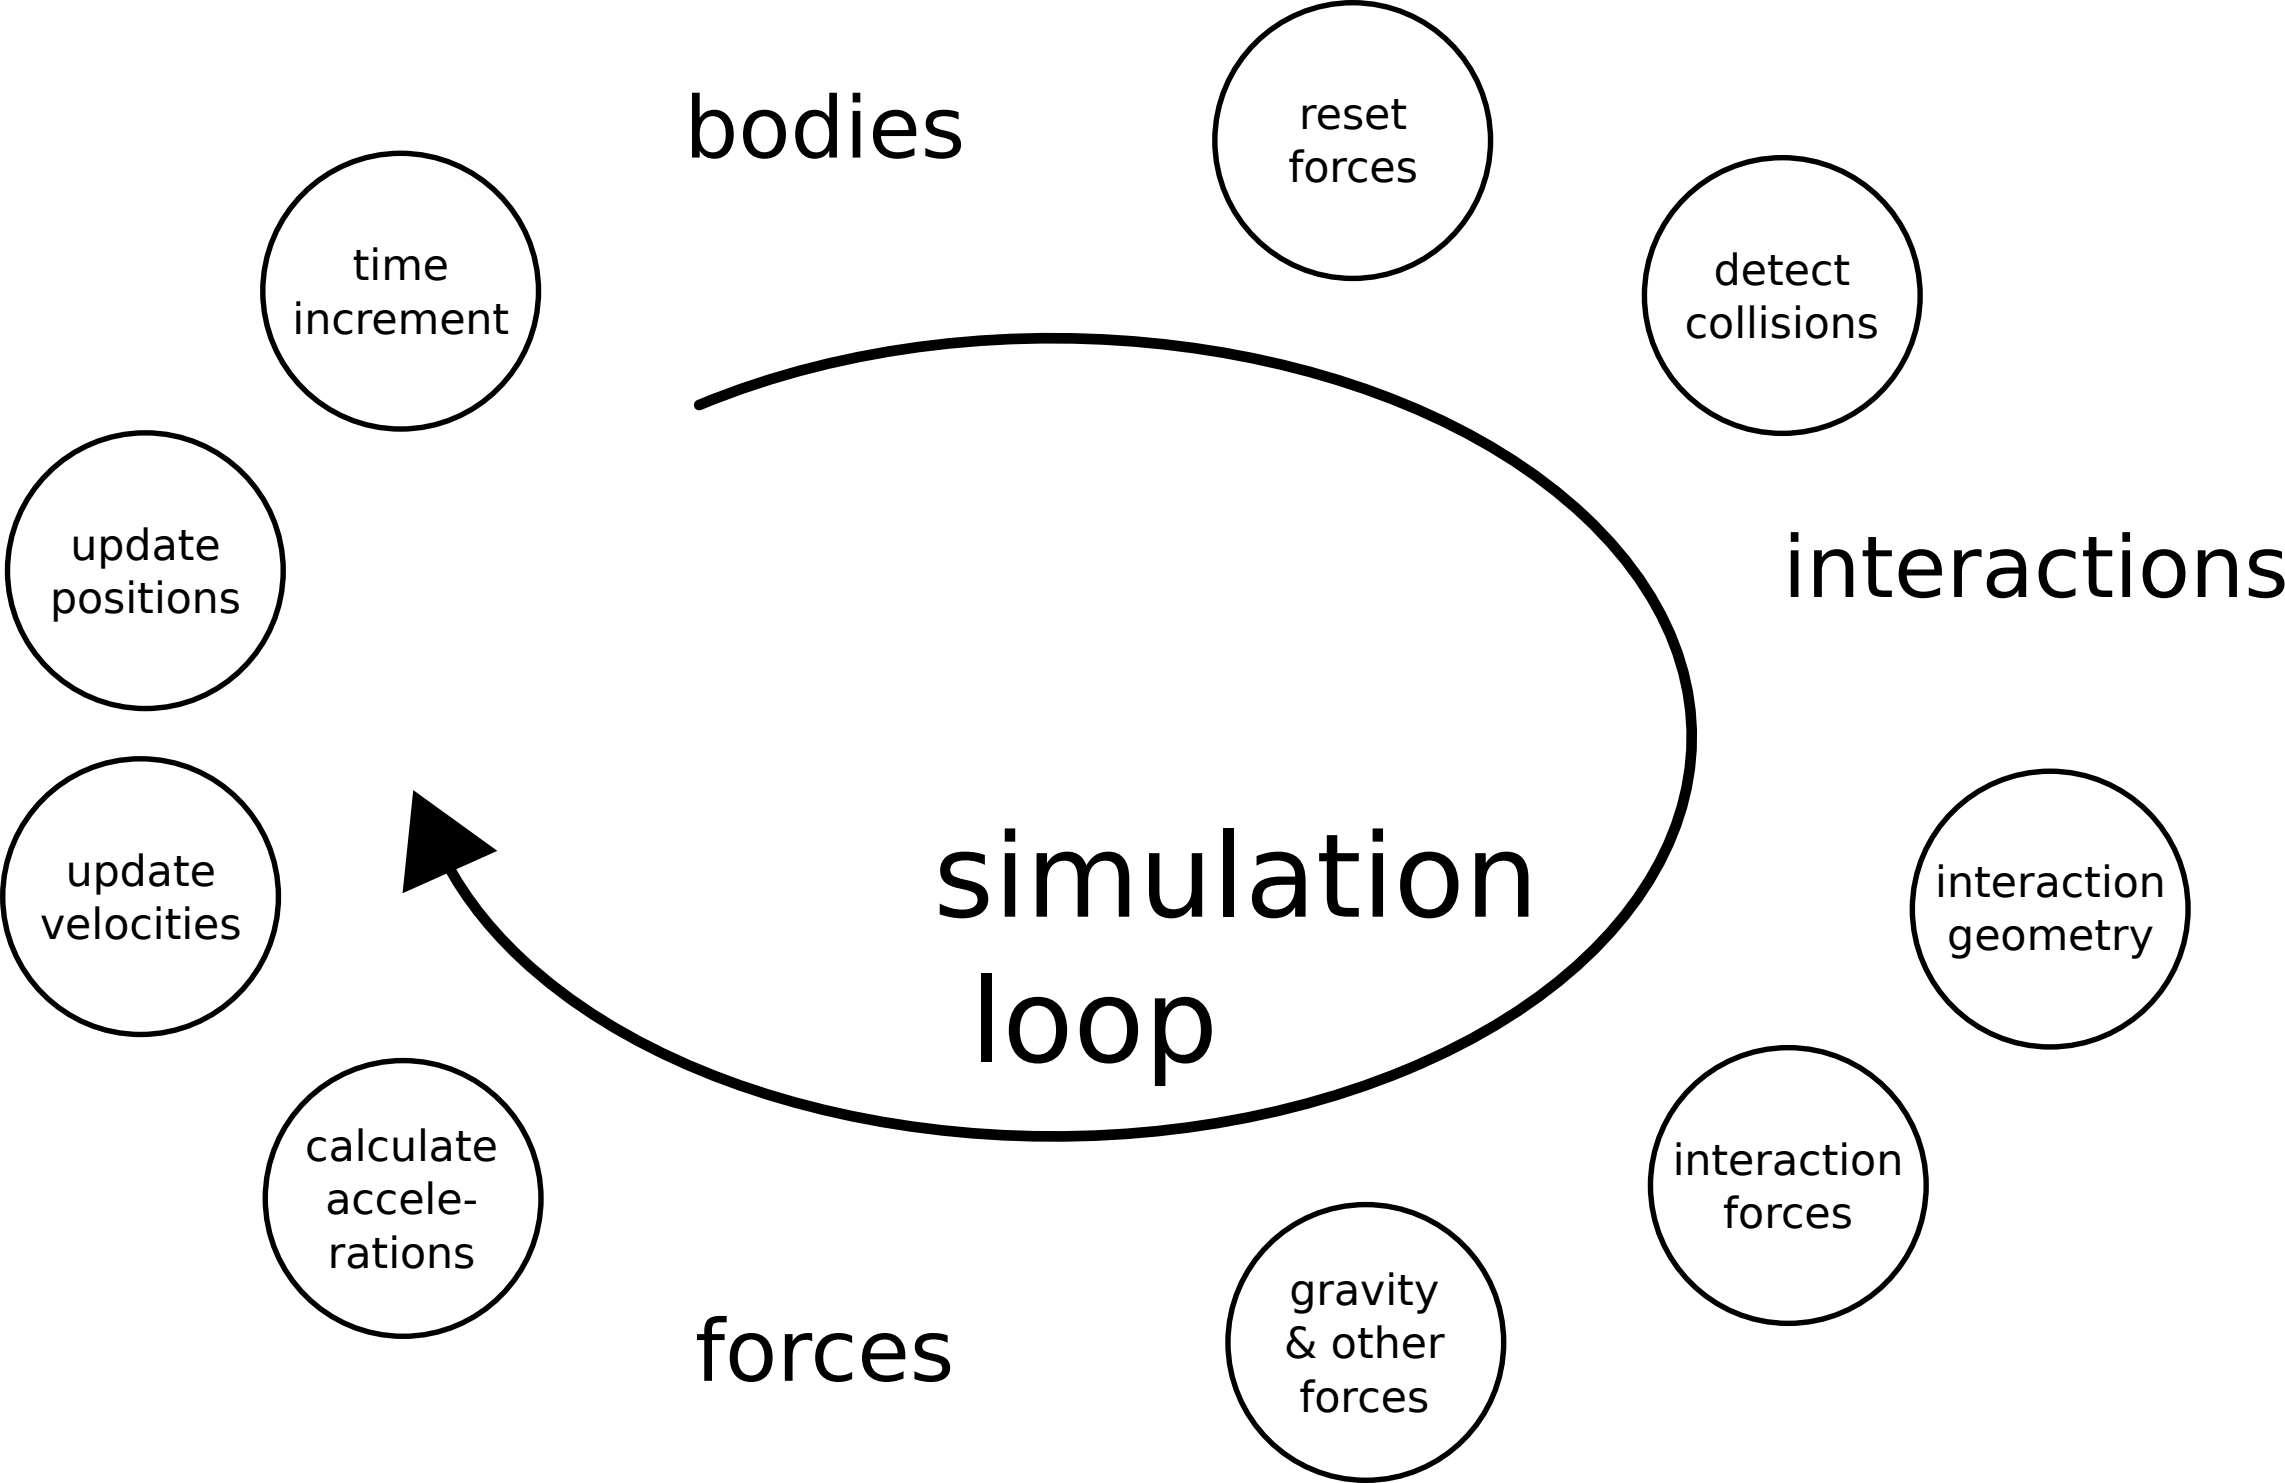 bodies
reset
forces
detect
collisions
interactions
interaction
geometry
interaction
forces
gravity
& other
forces
forces
calculate
accele-
rations
update
velocities
update
positions
time
increment
simulation
loop